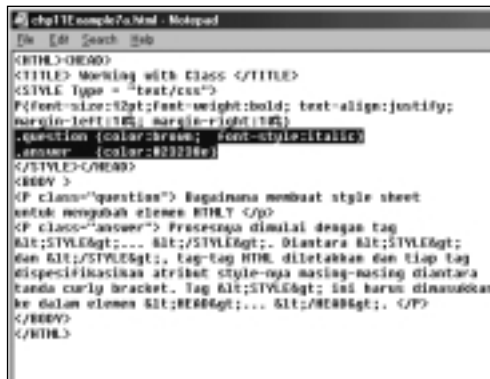 chp11Example7a.html - Notepad
File Edit Search Help
<HTML><HEAD>
<TITLE> Working with Class </TITLE>
<STYLE Type = "text/css">
P{font-size:12pt;font-weight:bold; text-align:justify;
margin-left:10%; margin-right:10%}
.question {color:brown; font-style:italic}
.answer {color:#23238e}
</STYLE></HEAD>
<BODY >
<P class="question"> Bagaimana membuat style sheet
untuk mengubah elemen HTML? </p>
<P class="answer"> Prosesnya dimulai dengan tag
&lt;STYLE&gt;... &lt;/STYLE&gt;. Diantara &lt;STYLE&gt;
dan &lt;/STYLE&gt;, tag-tag HTML diletakkan dan tiap tag
dispesifikasikan atribut style-nya masing-masing diantara
tanda curly bracket. Tag &lt;STYLE&gt; ini harus dimasukkan
ke dalam elemen &lt;HEAD&gt;... &lt;/HEAD&gt;. </P>
</BODY>
</HTML>